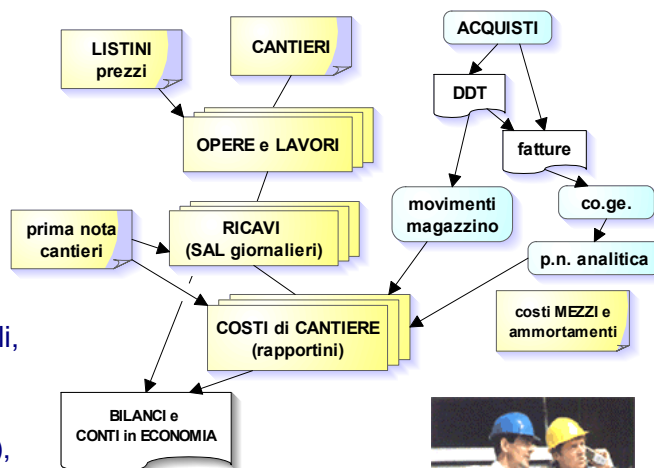 LISTINI
prezzi
CANTIERI
ACQUISTI
DDT
fatture
OPERE e LAVORI
movimenti
magazzino
co.ge.
prima nota
cantieri
RICAVI
(SAL giornalieri)
p.n. analitica
COSTI di CANTIERE
(rapportini)
costi MEZZI e
ammortamenti
li,
BILANCI e
CONTI in ECONOMIA
),